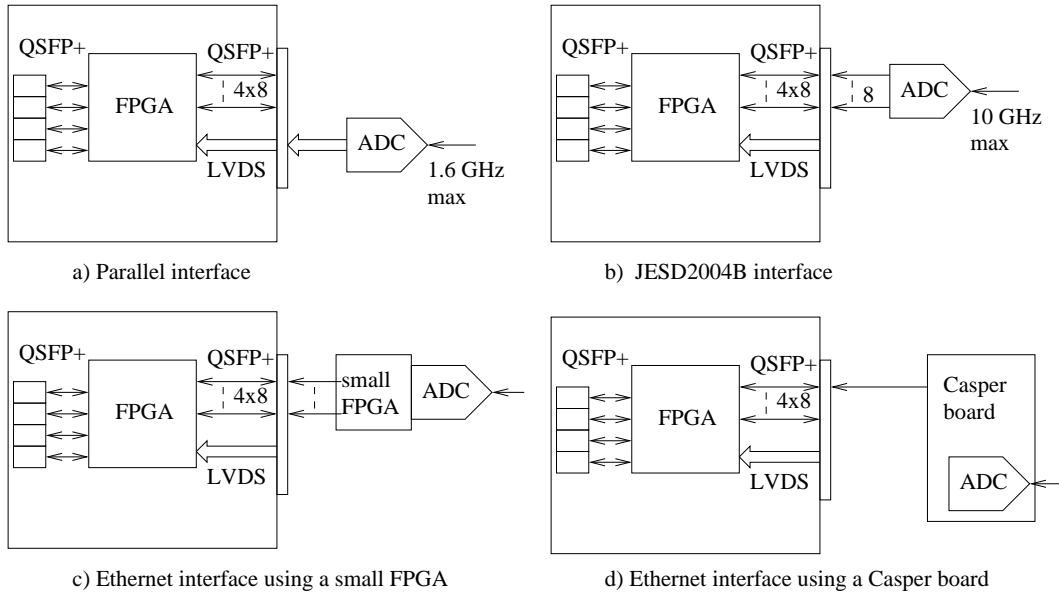 QSFP+
QSFP+
FPGA
4x8
LVDS
ADC
1.6 GHz
max
a) Parallel interface
QSFP+
QSFP+
FPGA
4x8
8
LVDS
ADC
10 GHz
max
b) JESD2004B interface
QSFP+
QSFP+
FPGA
4x8
LVDS
small
FPGA
ADC
c) Ethernet interface using a small FPGA
QSFP+
QSFP+
FPGA
4x8
LVDS
Casper
board
ADC
d) Ethernet interface using a Casper board